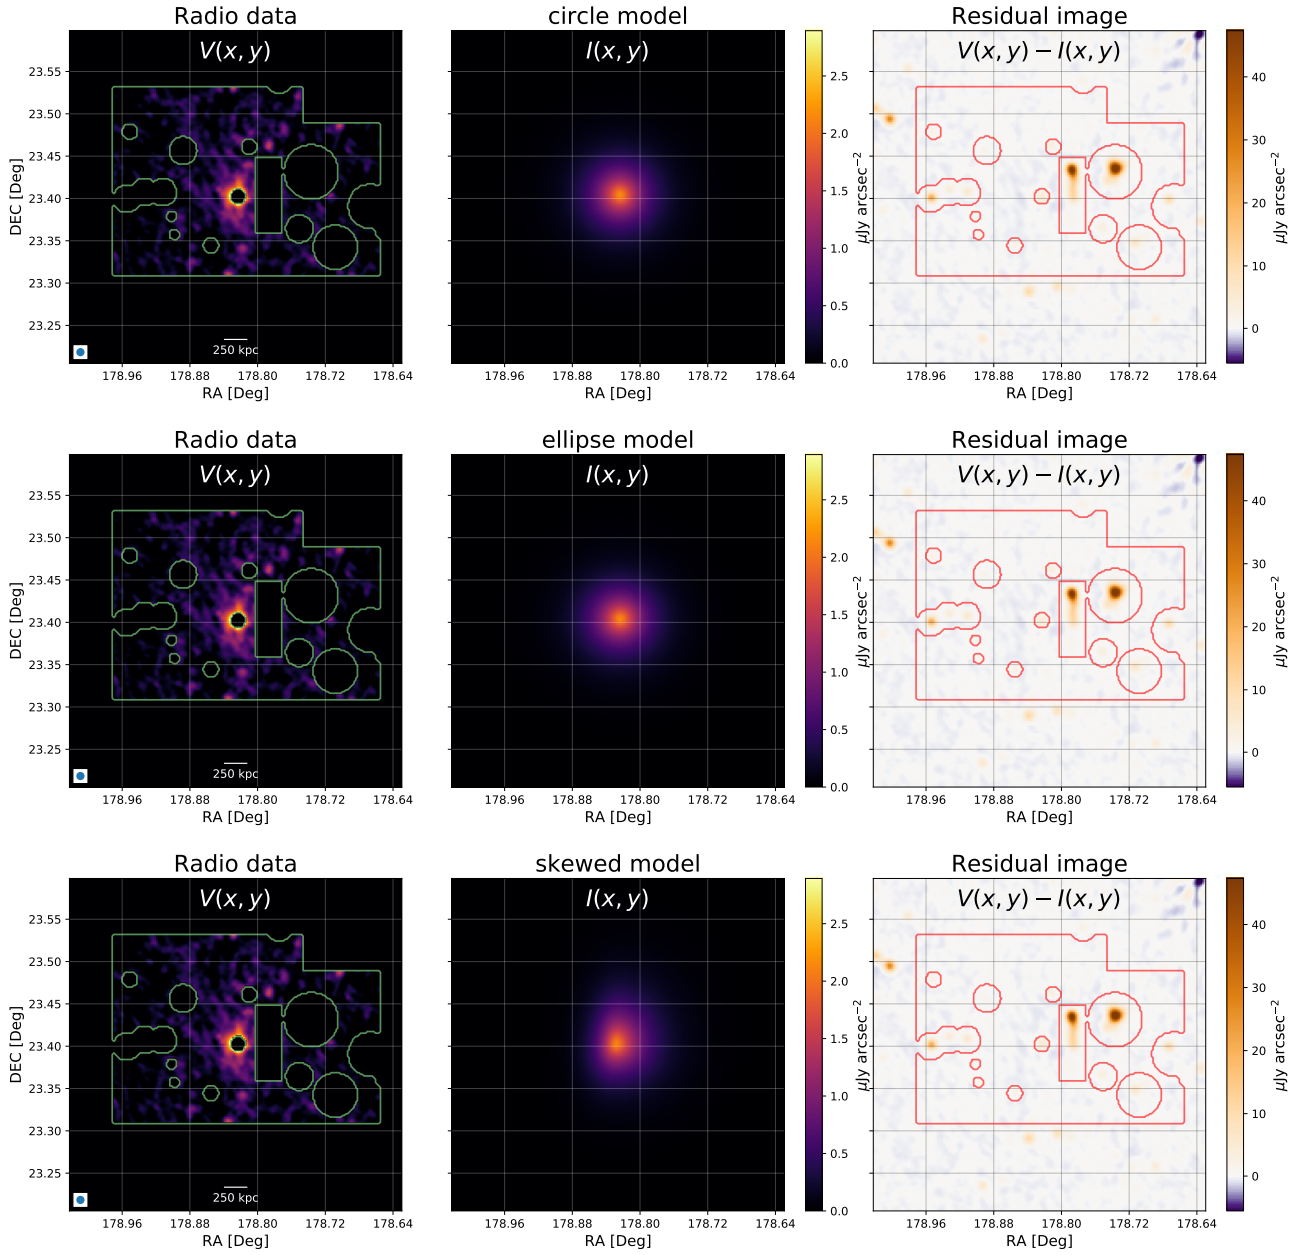 Radio data
circle model
Residual image
V(x, y)
I(x, y)
V(x, y) − I(x, y)
DEC [Deg]
23.55
23.50
23.45
23.40
23.35
23.30
23.25
250 kpc
178.96 178.88 178.80 178.72 178.64
RA [Deg]
178.96 178.88 178.80 178.72 178.64
RA [Deg]
2.5
2.0
1.5
1.0
0.5
0.0
μJy arcsec⁻²
178.96 178.88 178.80 178.72 178.64
RA [Deg]
40
30
20
10
0
μJy arcsec⁻²
Radio data
ellipse model
Residual image
V(x, y)
I(x, y)
V(x, y) − I(x, y)
DEC [Deg]
23.55
23.50
23.45
23.40
23.35
23.30
23.25
250 kpc
178.96 178.88 178.80 178.72 178.64
RA [Deg]
178.96 178.88 178.80 178.72 178.64
RA [Deg]
2.5
2.0
1.5
1.0
0.5
0.0
μJy arcsec⁻²
178.96 178.88 178.80 178.72 178.64
RA [Deg]
40
30
20
10
0
μJy arcsec⁻²
Radio data
skewed model
Residual image
V(x, y)
I(x, y)
V(x, y) − I(x, y)
DEC [Deg]
23.55
23.50
23.45
23.40
23.35
23.30
23.25
250 kpc
178.96 178.88 178.80 178.72 178.64
RA [Deg]
178.96 178.88 178.80 178.72 178.64
RA [Deg]
2.5
2.0
1.5
1.0
0.5
0.0
μJy arcsec⁻²
178.96 178.88 178.80 178.72 178.64
RA [Deg]
40
30
20
10
0
μJy arcsec⁻²